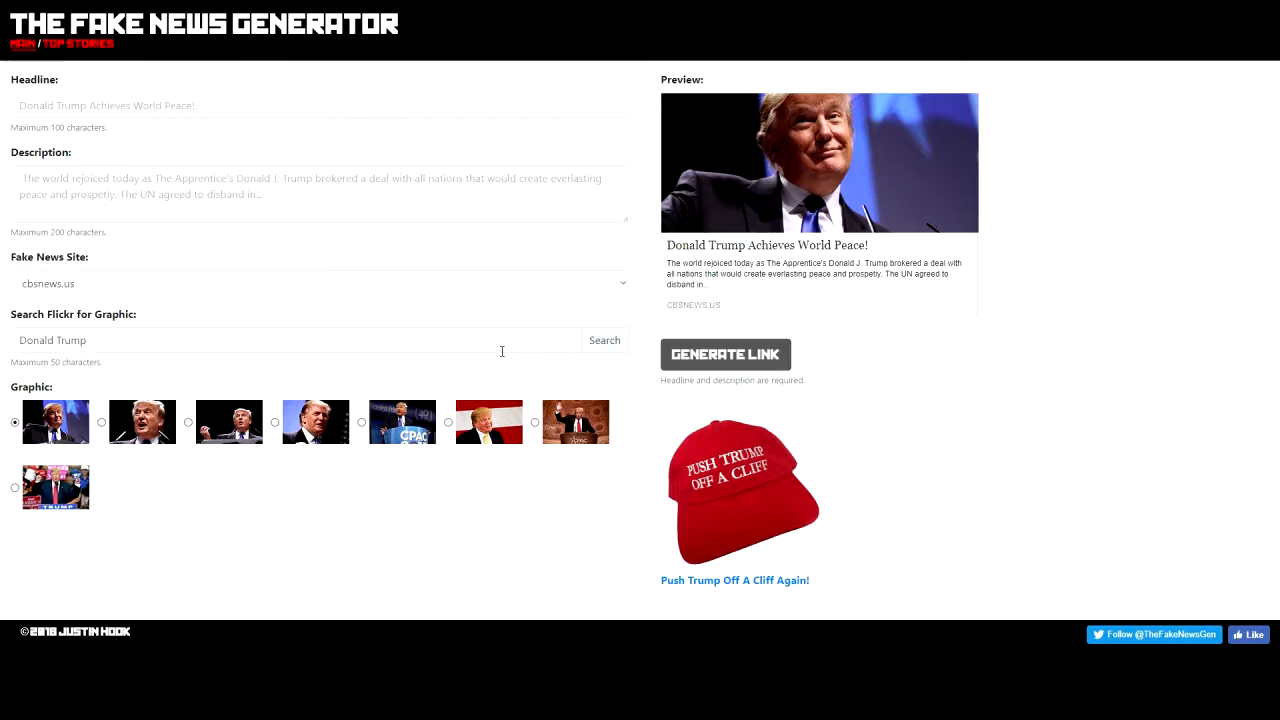 THE FAKE NEWS GENERATOR
MAIN / TOP STORIES
Headline:
Donald Trump Achieves World Peace!
Maximum 100 characters.
Description:
The world rejoiced today as The Apprentice's Donald J. Trump brokered a deal with all nations that would create everlasting
peace and prospetiy. The UN agreed to disband in...
Maximum 200 characters.
Fake News Site:
cbsnews.us
Search Flickr for Graphic:
Donald Trump
Search
Maximum 50 characters.
Graphic:
CPAC
TRUMP
Preview:
Donald Trump Achieves World Peace!
The world rejoiced today as The Apprentice's Donald J. Trump brokered a deal with
all nations that would create everlasting peace and prospetiy. The UN agreed to
disband in...
CBSNEWS.US
GENERATE LINK
Headline and description are required.
PUSH TRUMP
OFF A CLIFF
Push Trump Off A Cliff Again!
©2018 JUSTIN HOOK
Follow @TheFakeNewsGen
Like